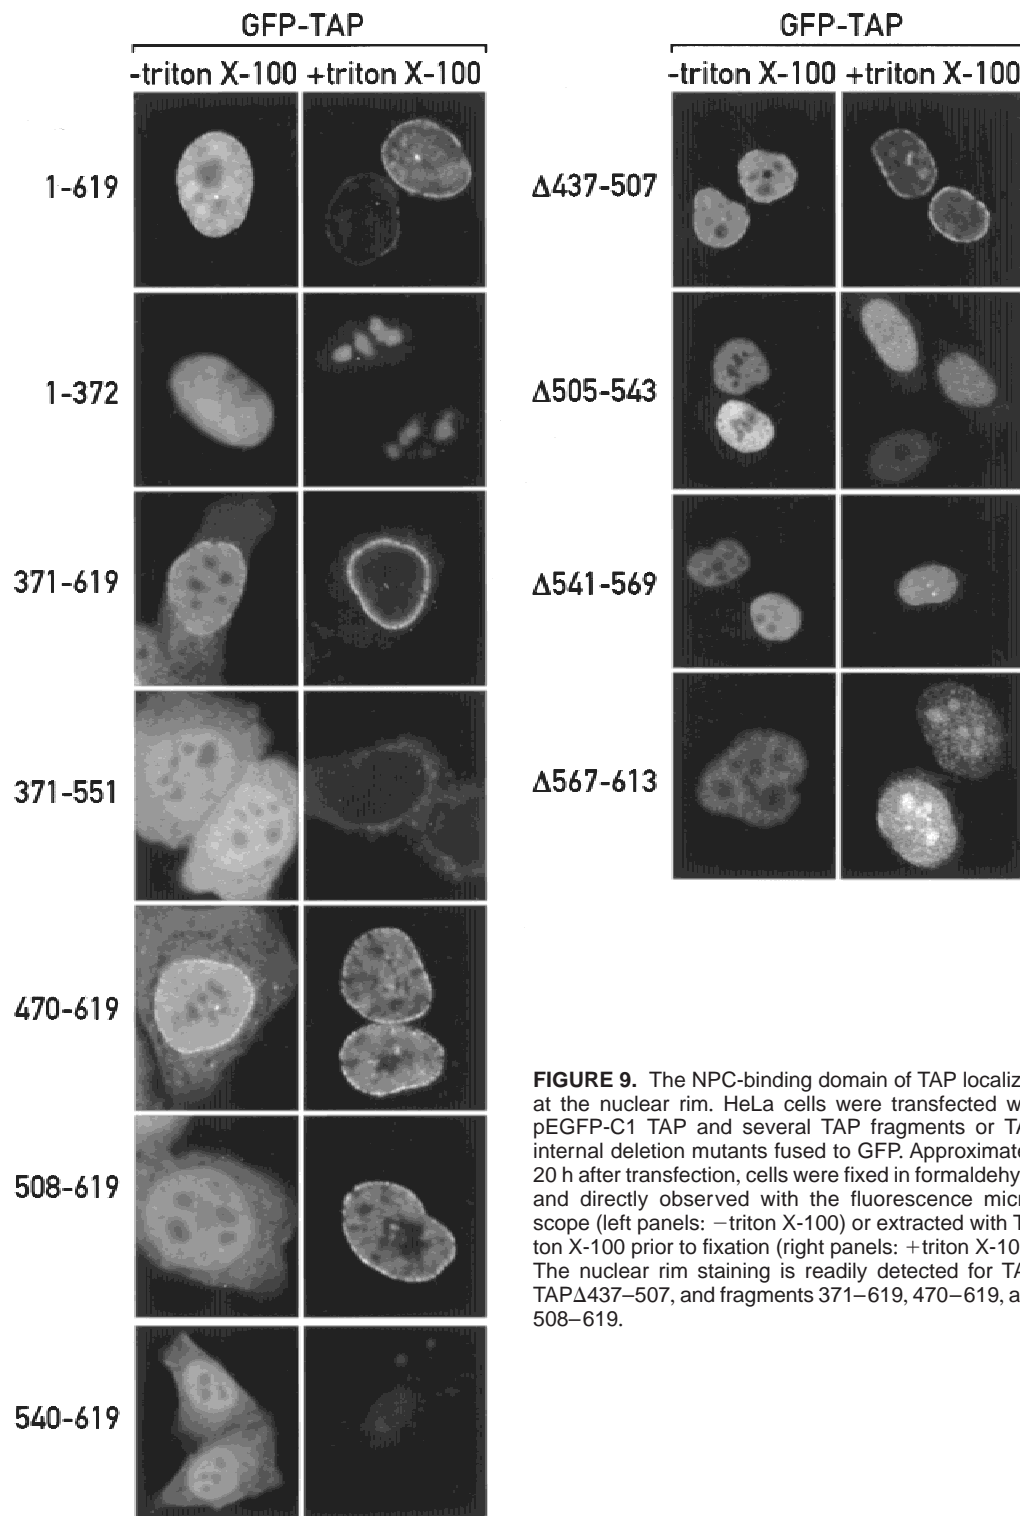 GFP-TAP
-triton X-100 +triton X-100
1-619
1-372
371-619
371-551
470-619
508-619
540-619
GFP-TAP
-triton X-100 +triton X-100
Δ437-507
Δ505-543
Δ541-569
Δ567-613
FIGURE 9. The NPC-binding domain of TAP localiz
at the nuclear rim. HeLa cells were transfected w
pEGFP-C1 TAP and several TAP fragments or TA
internal deletion mutants fused to GFP. Approximate
20 h after transfection, cells were fixed in formaldehy
and directly observed with the fluorescence micr
scope (left panels: −triton X-100) or extracted with T
ton X-100 prior to fixation (right panels: +triton X-10
The nuclear rim staining is readily detected for TA
TAPΔ437–507, and fragments 371–619, 470–619, a
508–619.